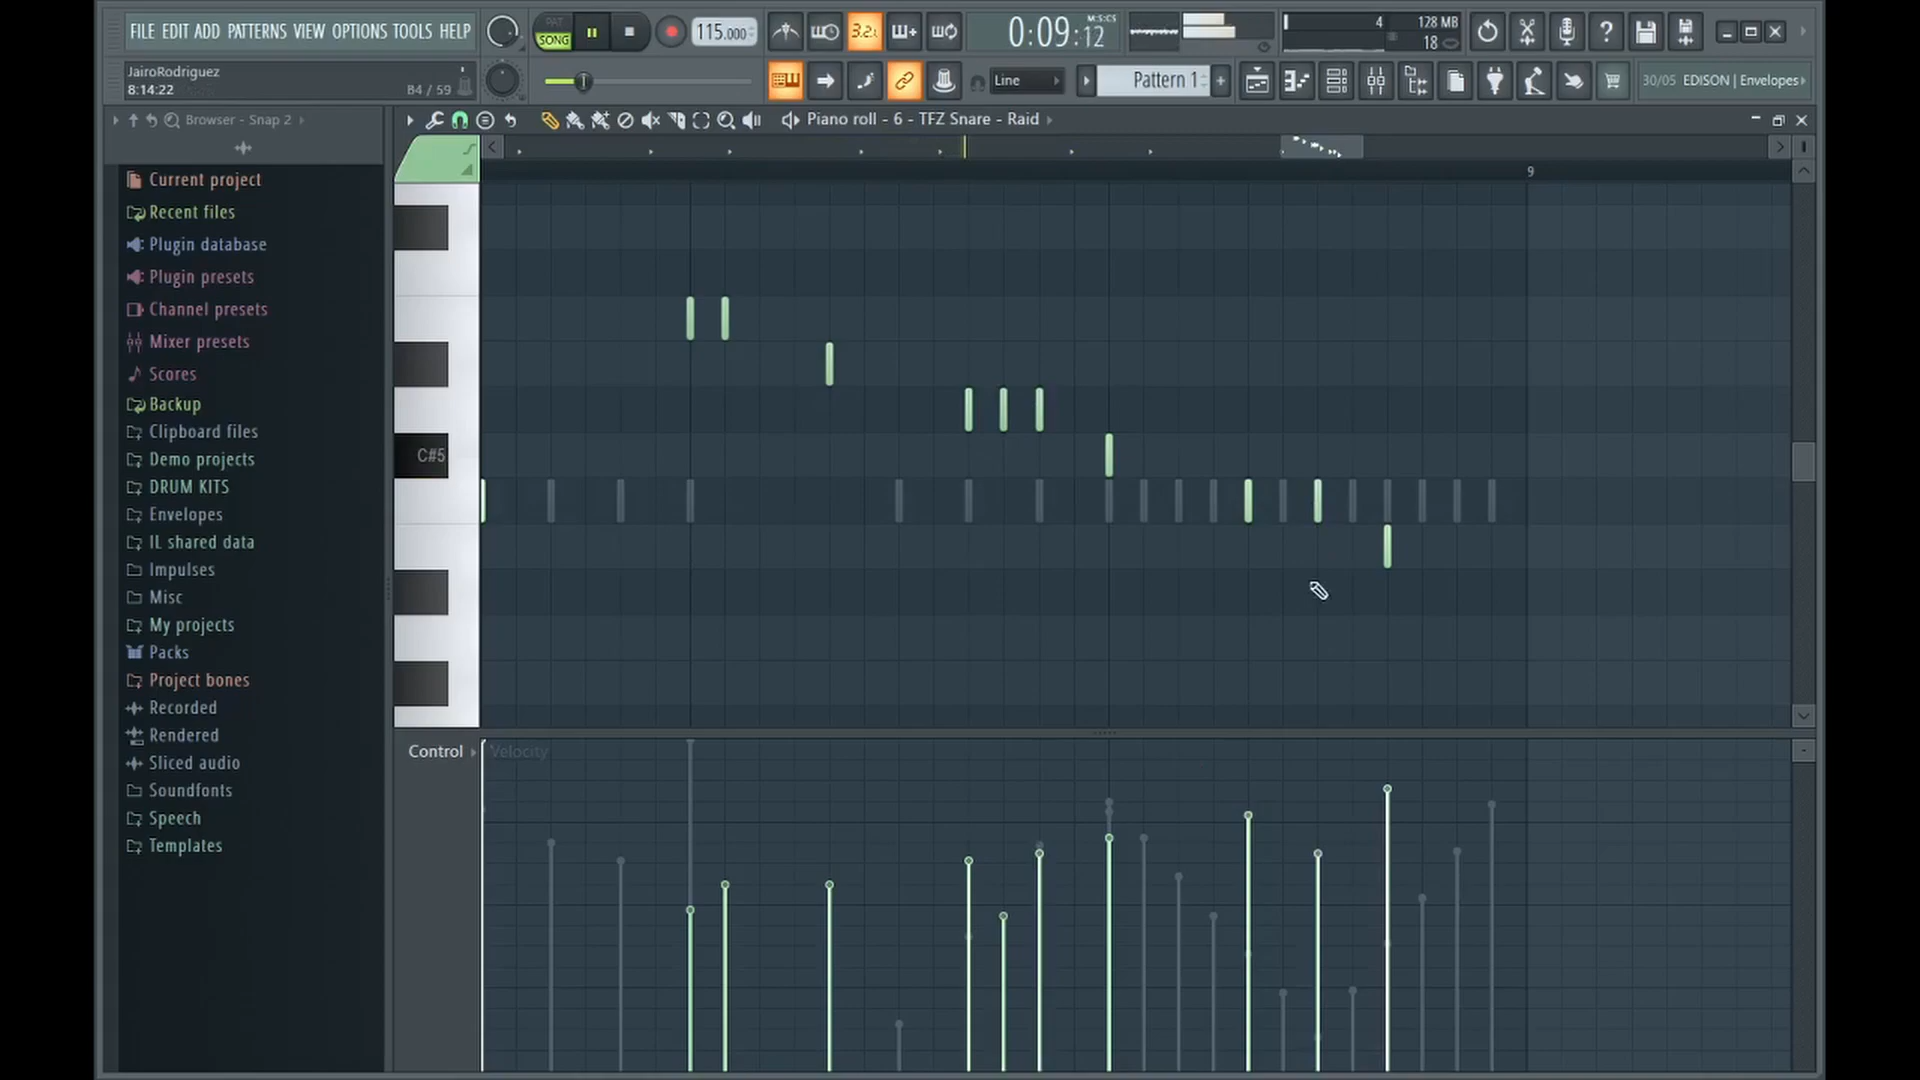 FILE EDIT ADD PATTERNS VIEW OPTIONS TOOLS HELP
PAT
SONG
115.000
3.2
0:09:12
M:S:CS
4
128 MB
18
JairoRodriguez
8:14:22
B4 / 59
Line
Pattern 1
30/05 EDISON | Envelopes
Browser - Snap 2
Piano roll - 6 - TFZ Snare - Raid
9
Current project
Recent files
Plugin database
Plugin presets
Channel presets
Mixer presets
Scores
Backup
Clipboard files
Demo projects
DRUM KITS
Envelopes
IL shared data
Impulses
Misc
My projects
Packs
Project bones
Recorded
Rendered
Sliced audio
Soundfonts
Speech
Templates
C#5
Control
Velocity